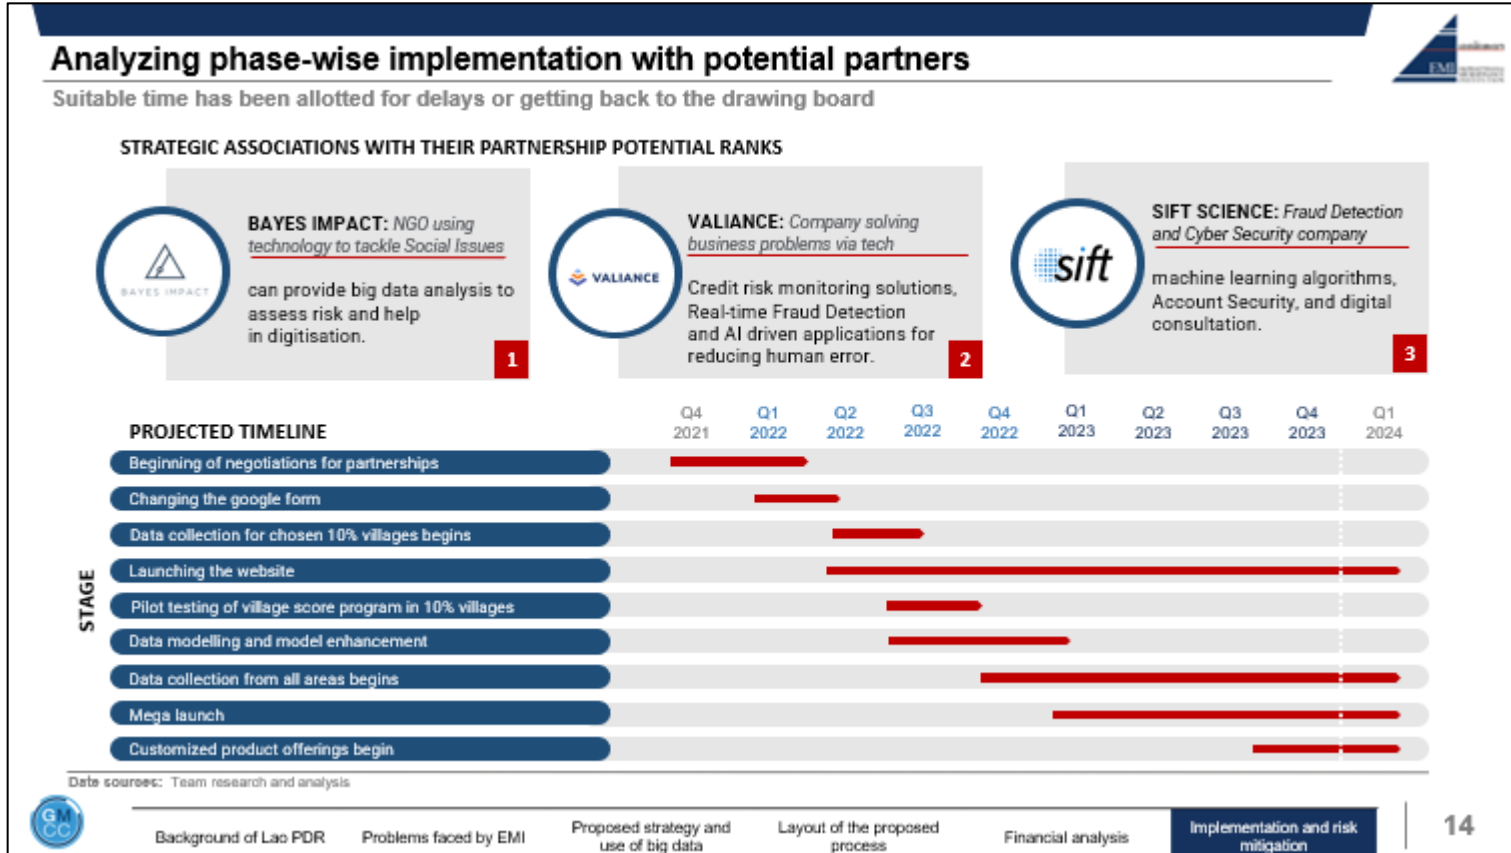 Analyzing phase-wise implementation with potential partners
EMI
Suitable time has been allotted for delays or getting back to the drawing board
STRATEGIC ASSOCIATIONS WITH THEIR PARTNERSHIP POTENTIAL RANKS
BAYES IMPACT
BAYES IMPACT: NGO using
technology to tackle Social Issues
can provide big data analysis to
assess risk and help
in digitisation.
1
VALIANCE
VALIANCE: Company solving
business problems via tech
Credit risk monitoring solutions,
Real-time Fraud Detection
and AI driven applications for
reducing human error.
2
sift
SIFT SCIENCE: Fraud Detection
and Cyber Security company
machine learning algorithms,
Account Security, and digital
consultation.
3
PROJECTED TIMELINE
Q4 Q1 Q2 Q3 Q4 Q1 Q2 Q3 Q4 Q1
2021 2022 2022 2022 2022 2023 2023 2023 2023 2024
STAGE
Beginning of negotiations for partnerships
Changing the google form
Data collection for chosen 10% villages begins
Launching the website
Pilot testing of village score program in 10% villages
Data modelling and model enhancement
Data collection from all areas begins
Mega launch
Customized product offerings begin
Date sources: Team research and analysis
GM
CC
Background of Lao PDR
Problems faced by EMI
Proposed strategy and
use of big data
Layout of the proposed
process
Financial analysis
Implementation and risk
mitigation
14